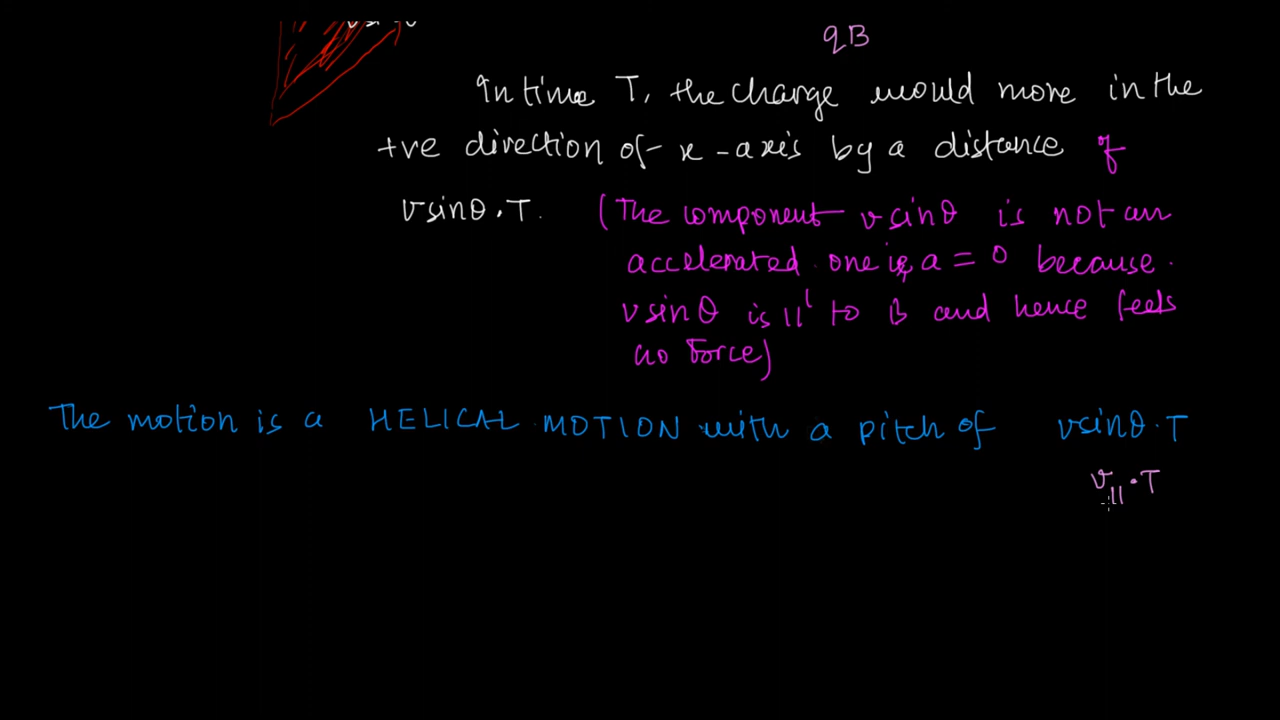 qB
In time T, the charge would move in the
+ve direction of x-axis by a distance of
vsinθ.T. (The component vsinθ is not an
accelerated one ie, a = 0 because
vsinθ is ||l to B and hence feels
no Force)
The motion is a HELICAL MOTION with a pitch of vsinθ.T
v||.T